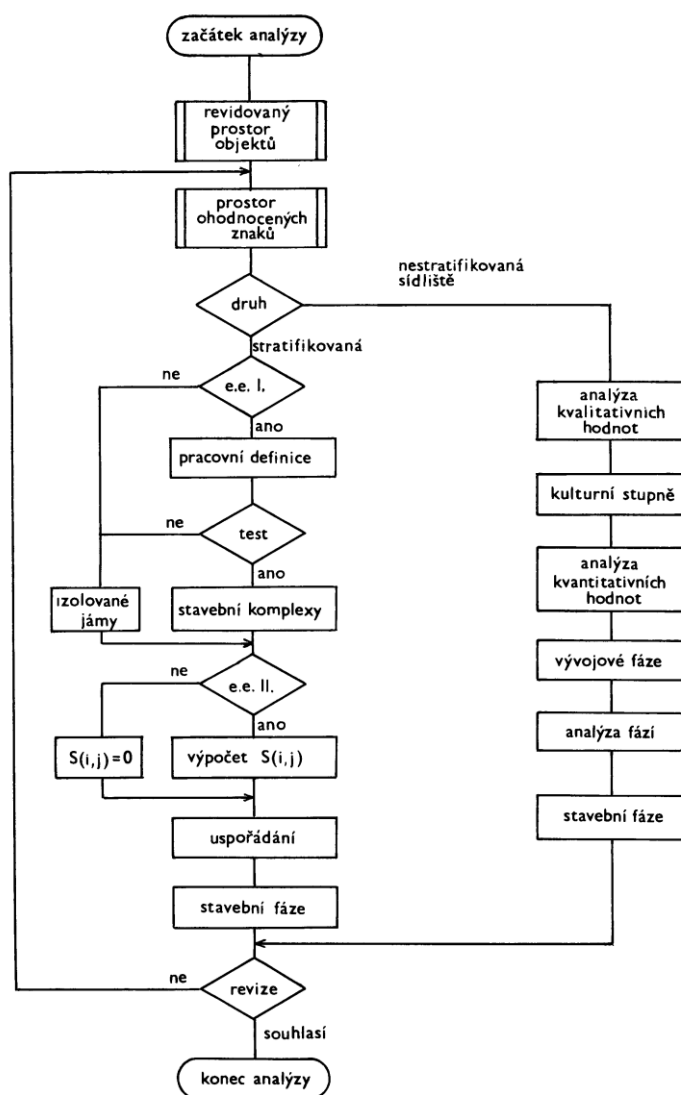 začátek analýzy
revidovaný
prostor
objektů
prostor
ohodnocených
znaků
nestratifikovaná
sídliště
druh
stratifikovaná
ne
e.e. I.
ano
pracovní definice
ne
test
ano
izolované
jámy
stavební komplexy
ne
e.e. II.
ano
S(i,j)=0
výpočet S(i,j)
uspořádání
stavební fáze
analýza
kvalitativních
hodnot
kulturní stupně
analýza
kvantitativních
hodnot
vývojové fáze
analýza fází
stavební fáze
ne
revize
souhlasí
konec analýzy